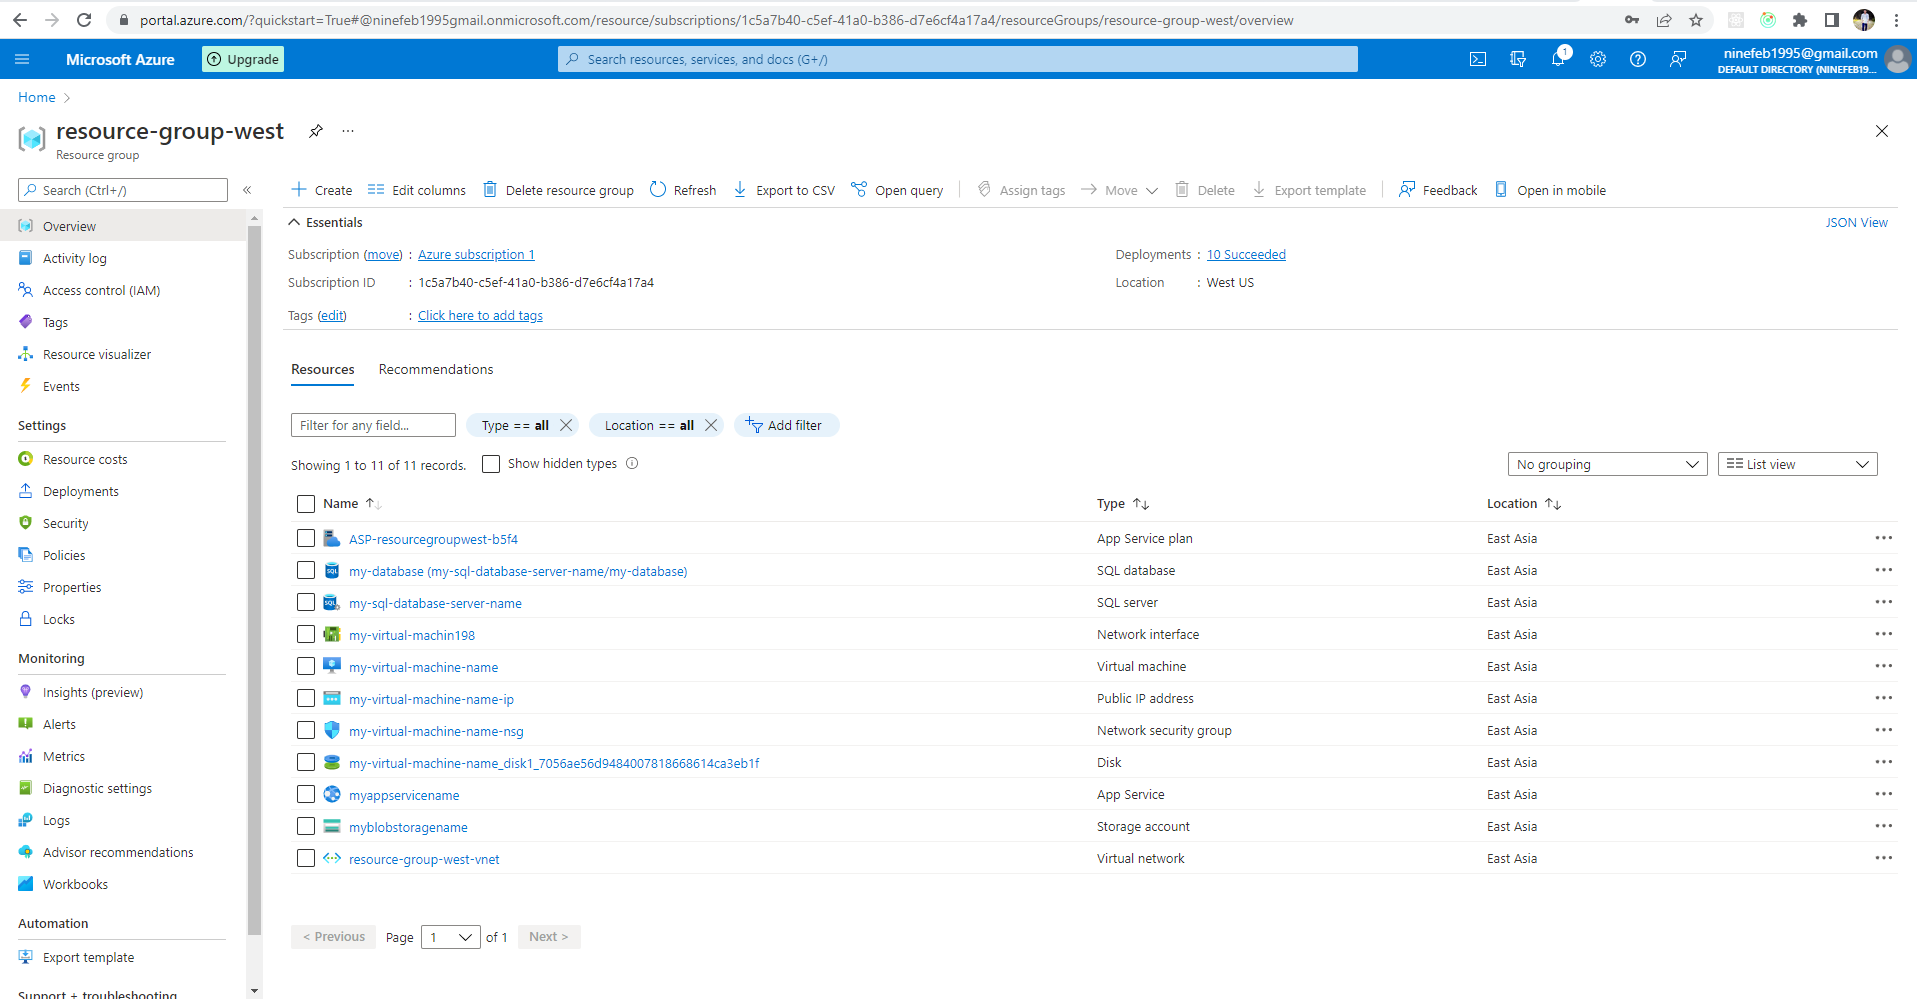 portal.azure.com/?quickstart=True#@ninefeb1995gmail.onmicrosoft.com/resource/subscriptions/1c5a7b40-c5ef-41a0-b386-d7e6cf4a17a4/resourceGroups/resource-group-west/overview
Microsoft Azure
Upgrade
Search resources, services, and docs (G+/)
1
ninefeb1995@gmail.com
DEFAULT DIRECTORY (NINEFEB19...
Home
resource-group-west
Resource group
Search (Ctrl+/)
Overview
Activity log
Access control (IAM)
Tags
Resource visualizer
Events
Settings
Resource costs
Deployments
Security
Policies
Properties
Locks
Monitoring
Insights (preview)
Alerts
Metrics
Diagnostic settings
Logs
Advisor recommendations
Workbooks
Automation
Export template
Support + troubleshooting
Create Edit columns Delete resource group Refresh Export to CSV Open query Assign tags Move Delete Export template Feedback Open in mobile
Essentials
JSON View
Subscription (move) : Azure subscription 1
Subscription ID : 1c5a7b40-c5ef-41a0-b386-d7e6cf4a17a4
Tags (edit) : Click here to add tags
Deployments : 10 Succeeded
Location : West US
Resources Recommendations
Filter for any field... Type == all Location == all Add filter
Showing 1 to 11 of 11 records. Show hidden types No grouping List view
Name Type Location
ASP-resourcegroupwest-b5f4 App Service plan East Asia
my-database (my-sql-database-server-name/my-database) SQL database East Asia
my-sql-database-server-name SQL server East Asia
my-virtual-machin198 Network interface East Asia
my-virtual-machine-name Virtual machine East Asia
my-virtual-machine-name-ip Public IP address East Asia
my-virtual-machine-name-nsg Network security group East Asia
my-virtual-machine-name_disk1_7056ae56d9484007818668614ca3eb1f Disk East Asia
myappservicename App Service East Asia
myblobstoragename Storage account East Asia
resource-group-west-vnet Virtual network East Asia
< Previous Page 1 of 1 Next >